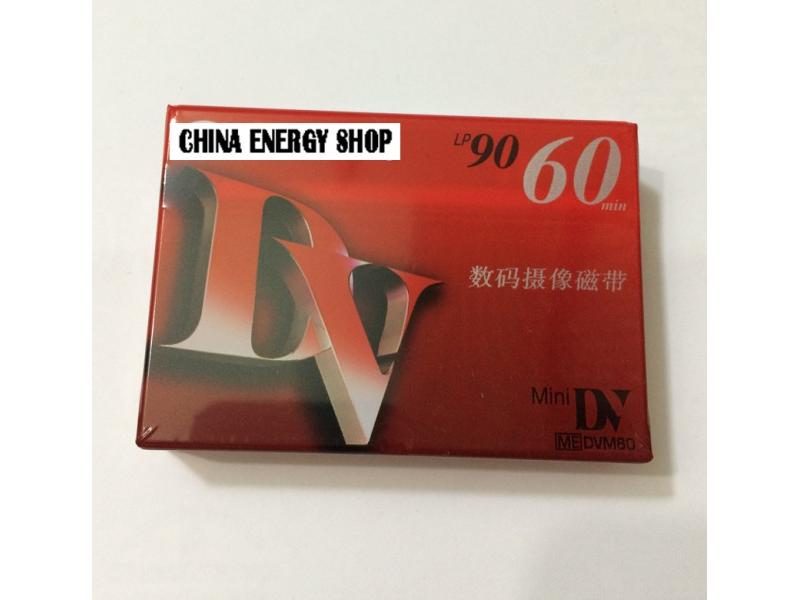 CHINA ENERGY SHOP
LP 90 60 min
DV
数码摄像磁带
Mini DV
ME DVM60